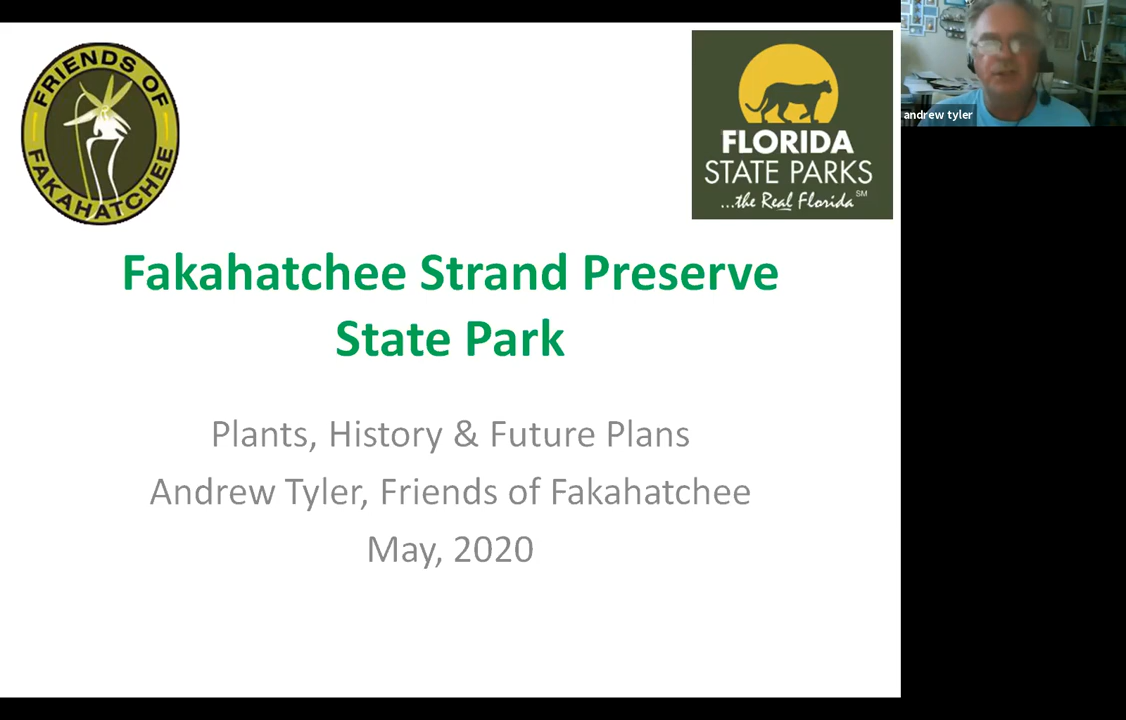 FRIENDS OF
FAKAHATCHEE
FLORIDA
STATE PARKS
...the Real Florida SM
andrew tyler
Fakahatchee Strand Preserve
State Park
Plants, History & Future Plans
Andrew Tyler, Friends of Fakahatchee
May, 2020